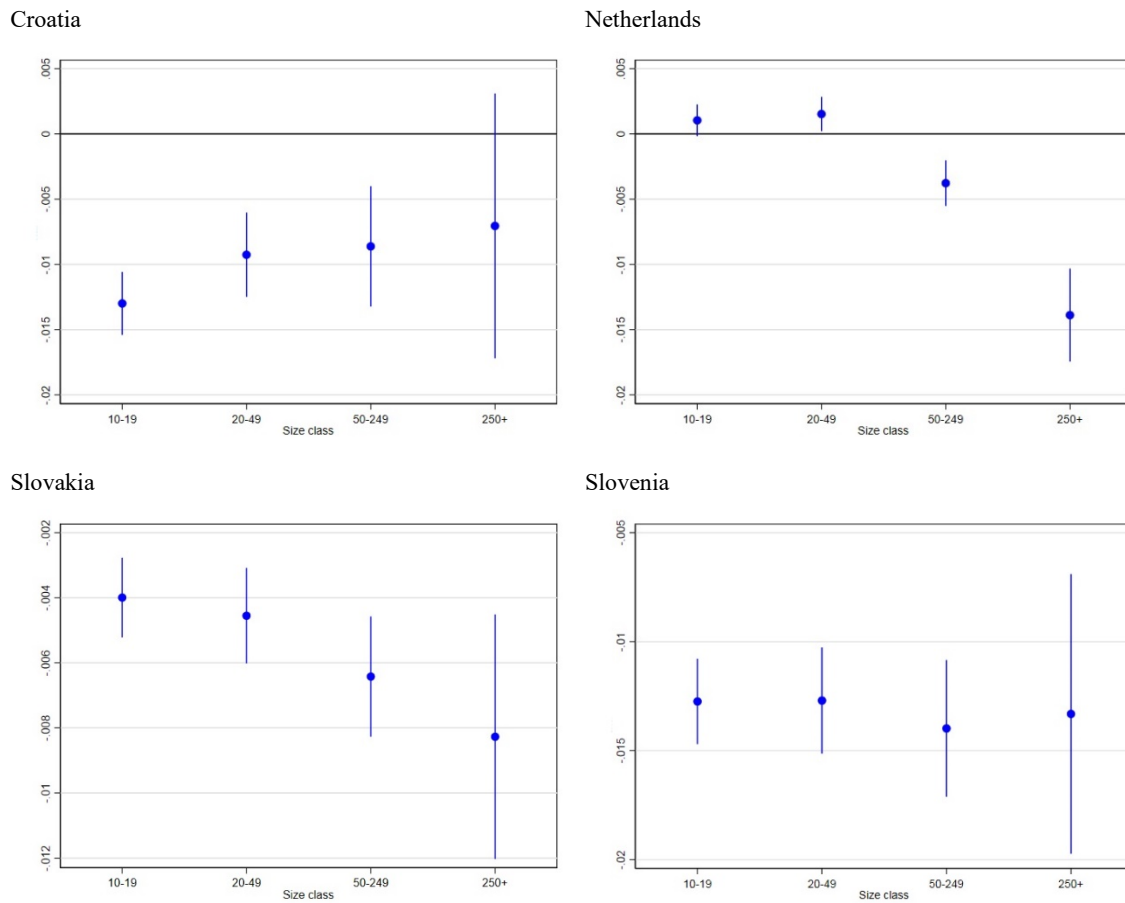 Croatia
Netherlands
.005
0
-.005
-.01
-.015
-.02
10-19 20-49 50-249 250+
Size class
.005
0
-.005
-.01
-.015
-.02
10-19 20-49 50-249 250+
Size class
Slovakia
Slovenia
-.002
-.004
-.006
-.008
-.01
-.012
10-19 20-49 50-249 250+
Size class
-.005
-.01
-.015
-.02
10-19 20-49 50-249 250+
Size class